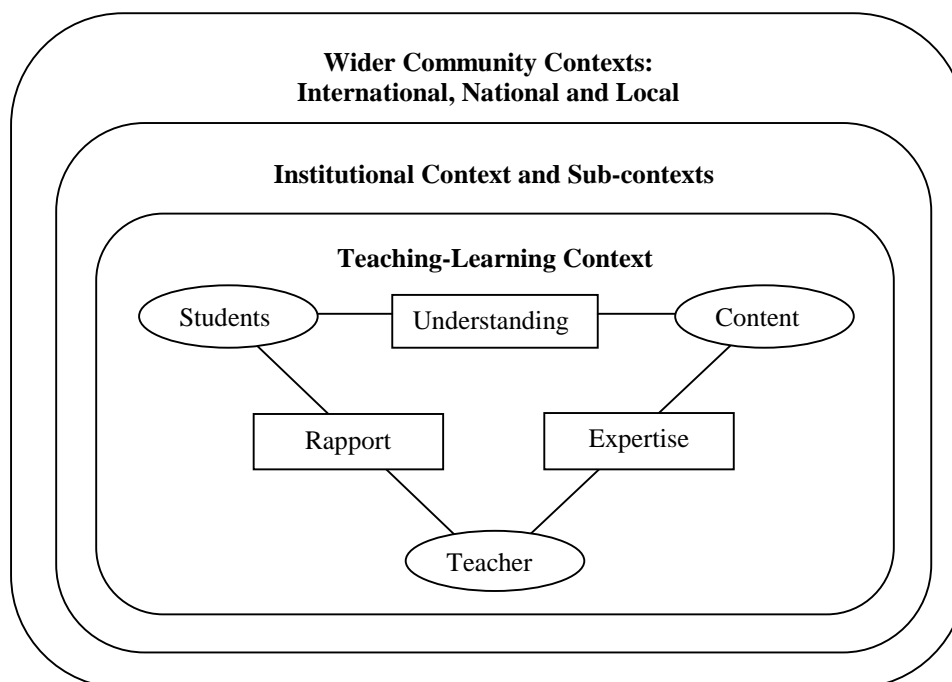 Wider Community Contexts:
International, National and Local
Institutional Context and Sub-contexts
Teaching-Learning Context
Students
Understanding
Content
Rapport
Expertise
Teacher